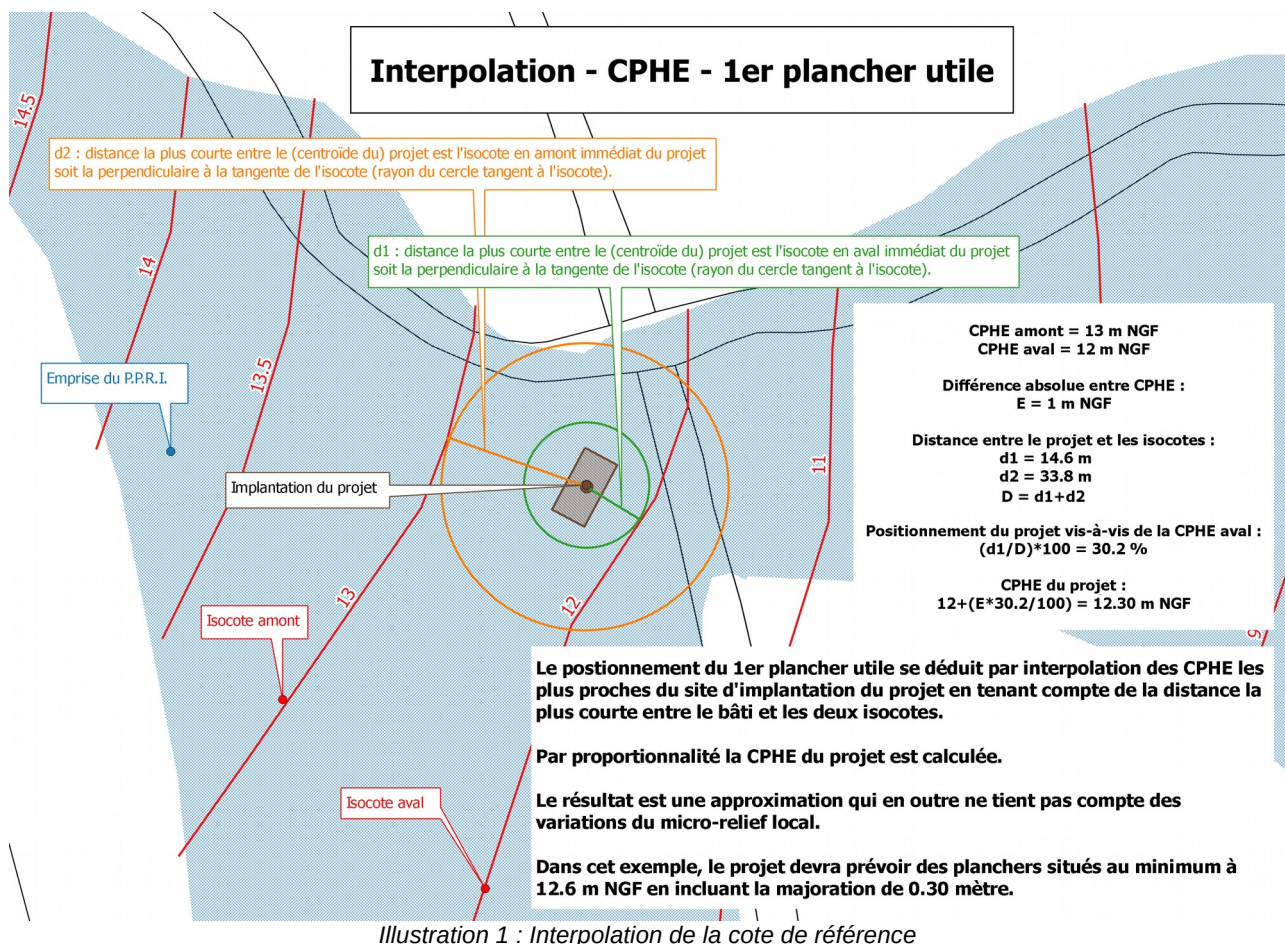 Interpolation - CPHE - 1er plancher utile
14.5
d2 : distance la plus courte entre le (centroïde du) projet est l'isocote en amont immédiat du projet
soit la perpendiculaire à la tangente de l'isocote (rayon du cercle tangent à l'isocote).
d1 : distance la plus courte entre le (centroïde du) projet est l'isocote en aval immédiat du projet
soit la perpendiculaire à la tangente de l'isocote (rayon du cercle tangent à l'isocote).
14
13.5
Emprise du P.P.R.I.
Implantation du projet
11
CPHE amont = 13 m NGF
CPHE aval = 12 m NGF
Différence absolue entre CPHE :
E = 1 m NGF
Distance entre le projet et les isocotes :
d1 = 14.6 m
d2 = 33.8 m
D = d1+d2
Positionnement du projet vis-à-vis de la CPHE aval :
(d1/D)*100 = 30.2 %
CPHE du projet :
12+(E*30.2/100) = 12.30 m NGF
13
12
9
Isocote amont
Isocote aval
Le postionnement du 1er plancher utile se déduit par interpolation des CPHE les
plus proches du site d'implantation du projet en tenant compte de la distance la
plus courte entre le bâti et les deux isocotes.
Par proportionnalité la CPHE du projet est calculée.
Le résultat est une approximation qui en outre ne tient pas compte des
variations du micro-relief local.
Dans cet exemple, le projet devra prévoir des planchers situés au minimum à
12.6 m NGF en incluant la majoration de 0.30 mètre.
Illustration 1 : Interpolation de la cote de référence